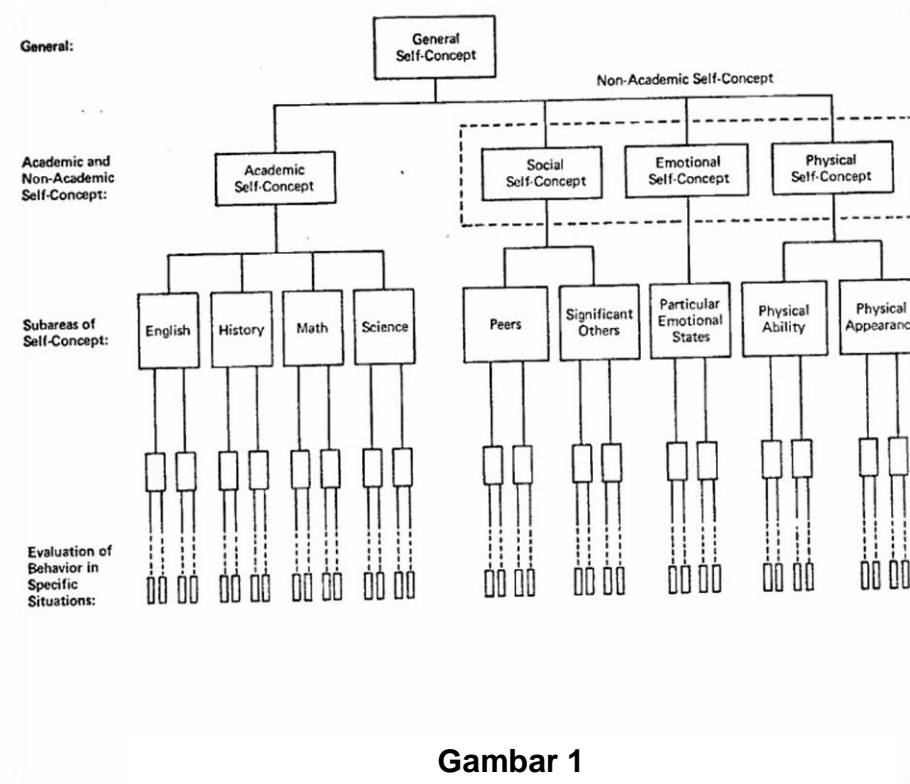 General:
General
Self-Concept
Non-Academic Self-Concept
Academic and
Non-Academic
Self-Concept:
Academic
Self-Concept
Social
Self-Concept
Emotional
Self-Concept
Physical
Self-Concept
Subareas of
Self-Concept:
English
History
Math
Science
Peers
Significant
Others
Particular
Emotional
States
Physical
Ability
Physical
Appearanc
Evaluation of
Behavior in
Specific
Situations:
Gambar 1